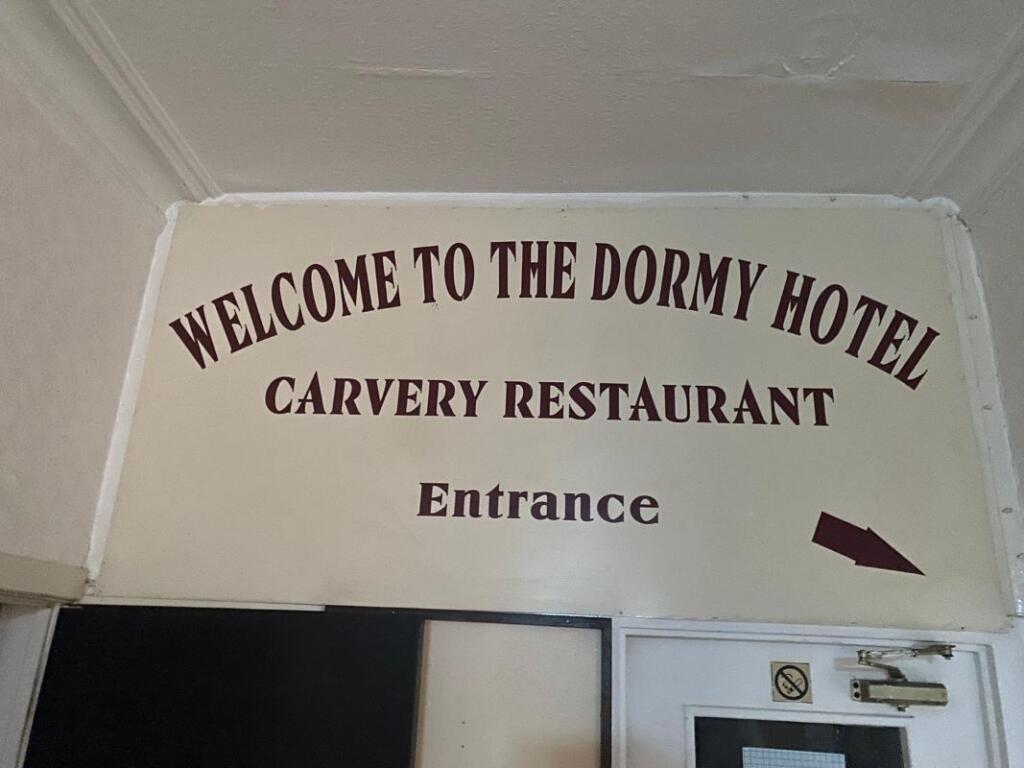 WELCOME TO THE DORMY HOTEL
CARVERY RESTAURANT
Entrance